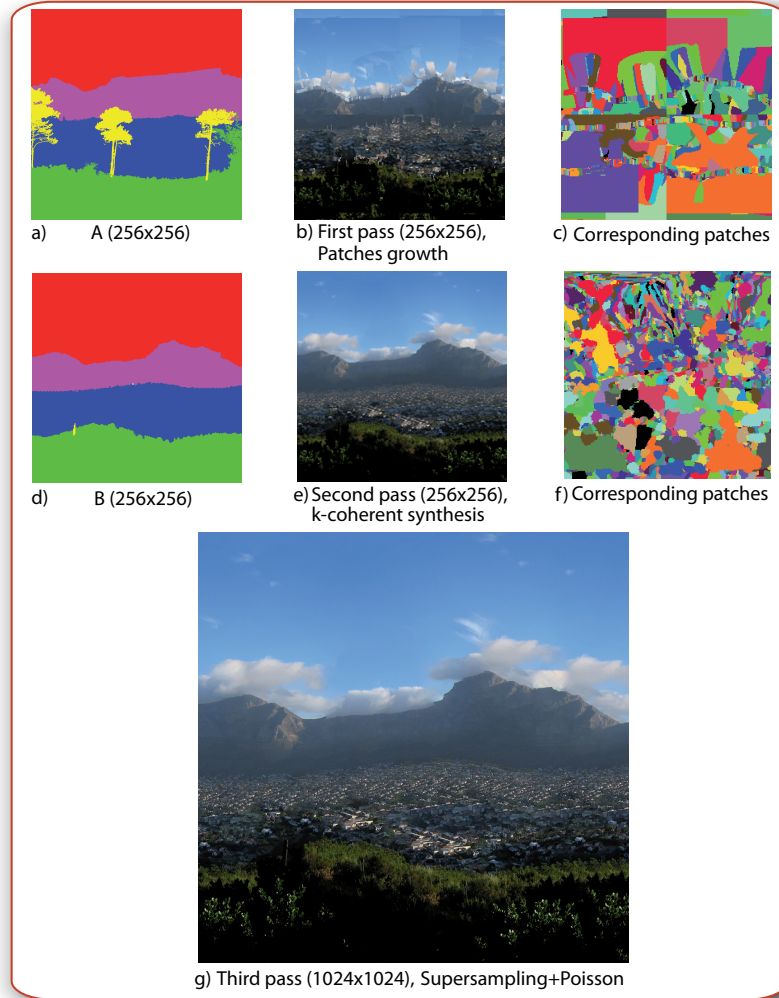 a) A (256x256)
b) First pass (256x256),
Patches growth
c) Corresponding patches
d) B (256x256)
e) Second pass (256x256),
k-coherent synthesis
f) Corresponding patches
g) Third pass (1024x1024), Supersampling+Poisson